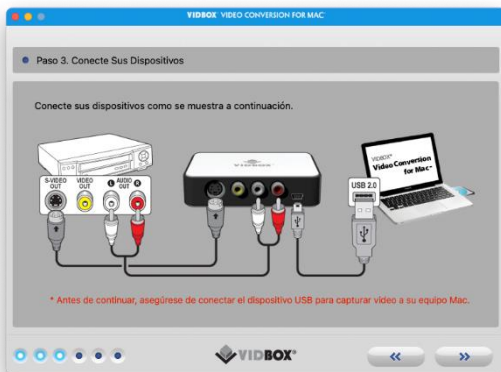 VIDBOX VIDEO CONVERSION FOR MAC
Paso 3. Conecte Sus Dispositivos
Conecte sus dispositivos como se muestra a continuación.
S-VIDEO OUT
VIDEO OUT
L AUDIO OUT R
VIDBOX
VIDBOX®
Video Conversion
for Mac™
USB 2.0
* Antes de continuar, asegúrese de conectar el dispositivo USB para capturar video a su equipo Mac.
VIDBOX®